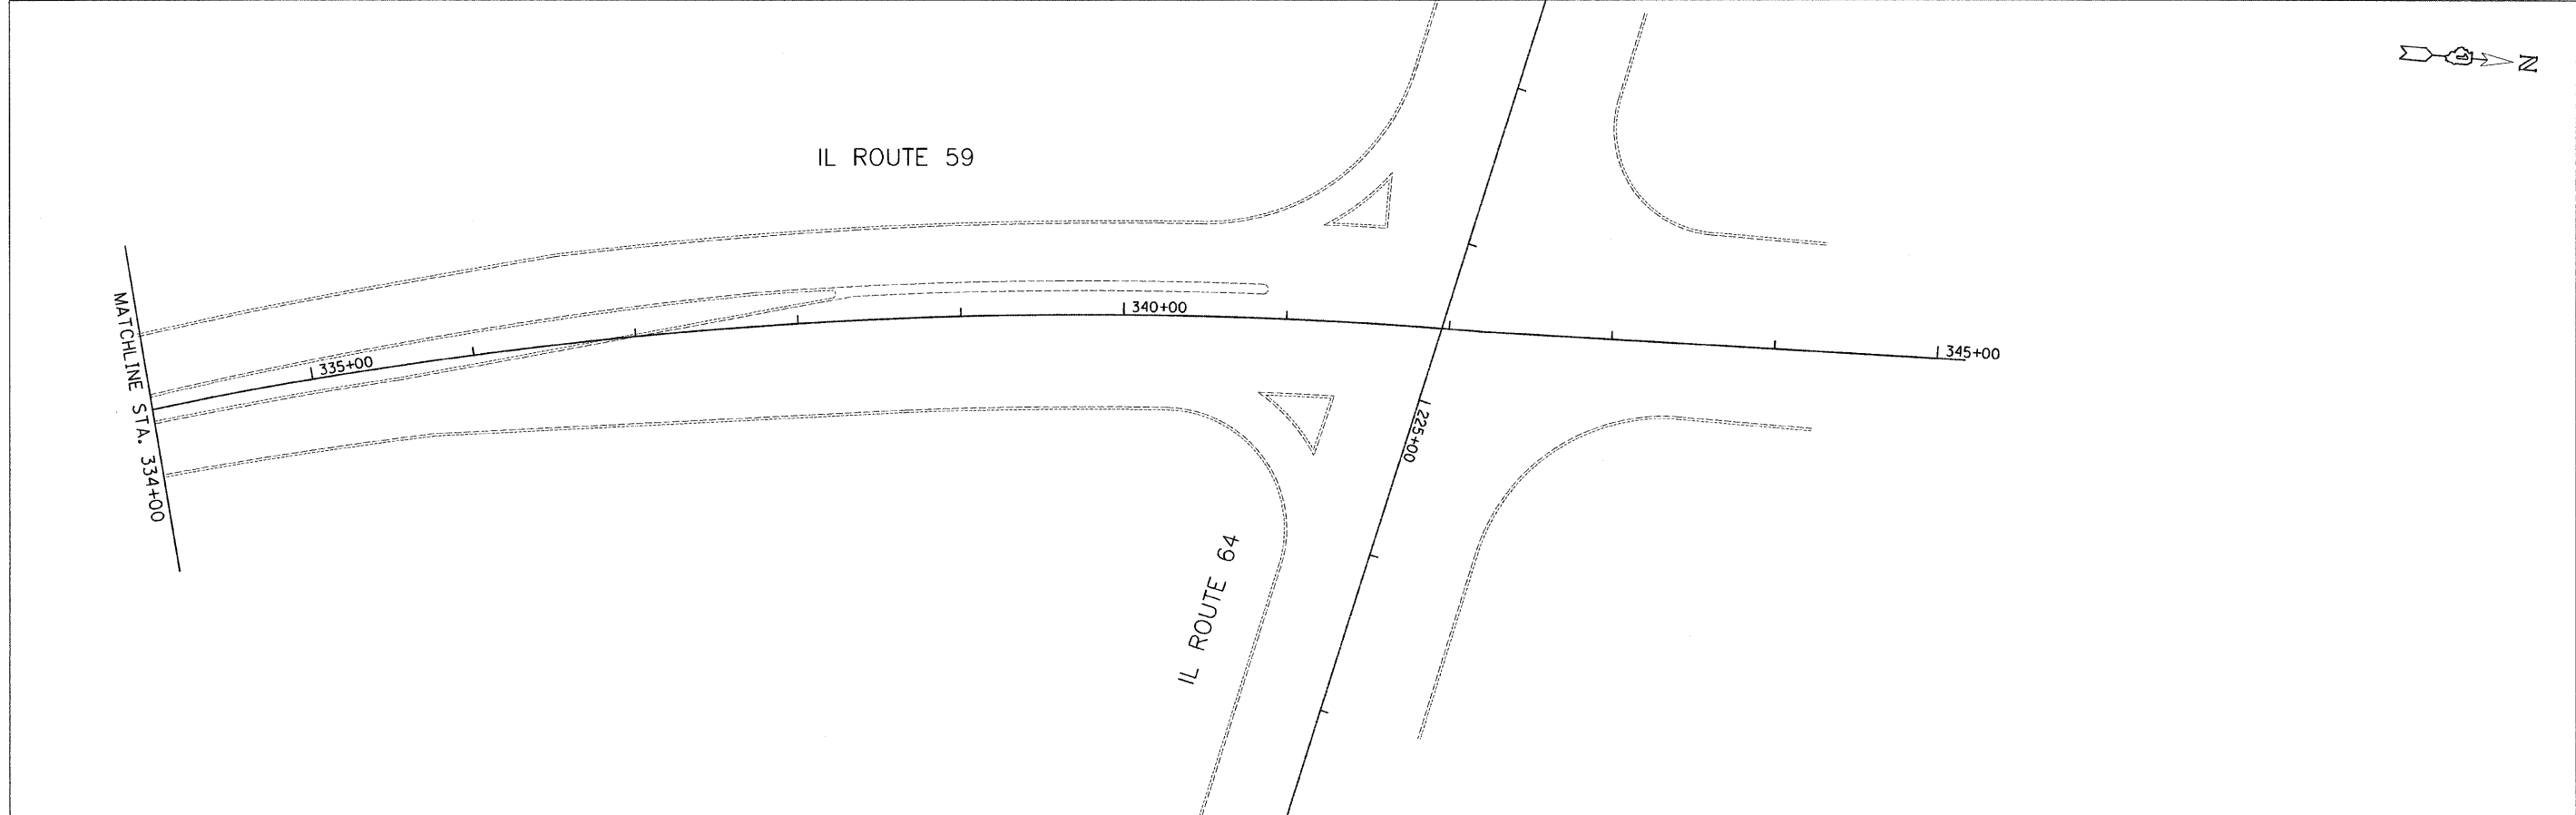 N
IL ROUTE 59
340+00
335+00
345+00
MATCHLINE STA. 334+00
225+00
IL ROUTE 64